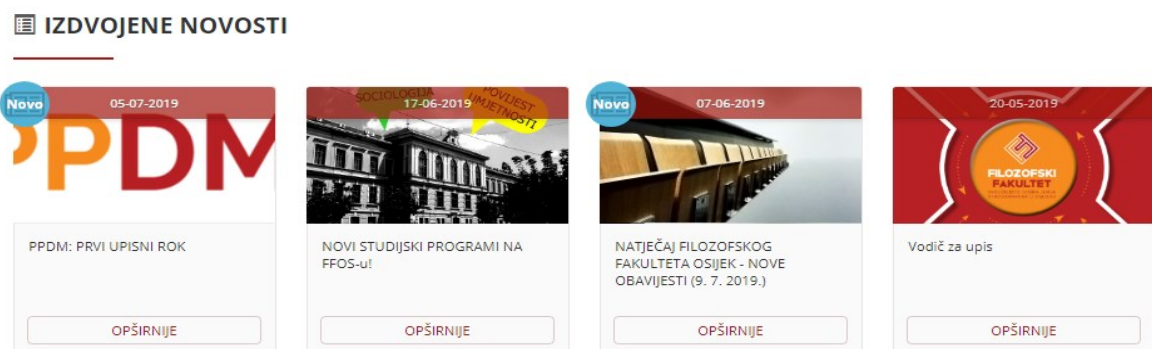 IZDVOJENE NOVOSTI
Novo
05-07-2019
PPDM
PPDM: PRVI UPISNI ROK
OPŠIRNIJE
17-06-2019
SOCIOLOGIJA
POVIJEST
UMJETNOSTI
NOVI STUDIJSKI PROGRAMI NA
FFOS-u!
OPŠIRNIJE
Novo
07-06-2019
NATJEČAJ FILOZOFSKOG
FAKULTETA OSIJEK - NOVE
OBAVIJESTI (9. 7. 2019.)
OPŠIRNIJE
20-05-2019
FILOZOFSKI
FAKULTET
Vodič za upis
OPŠIRNIJE